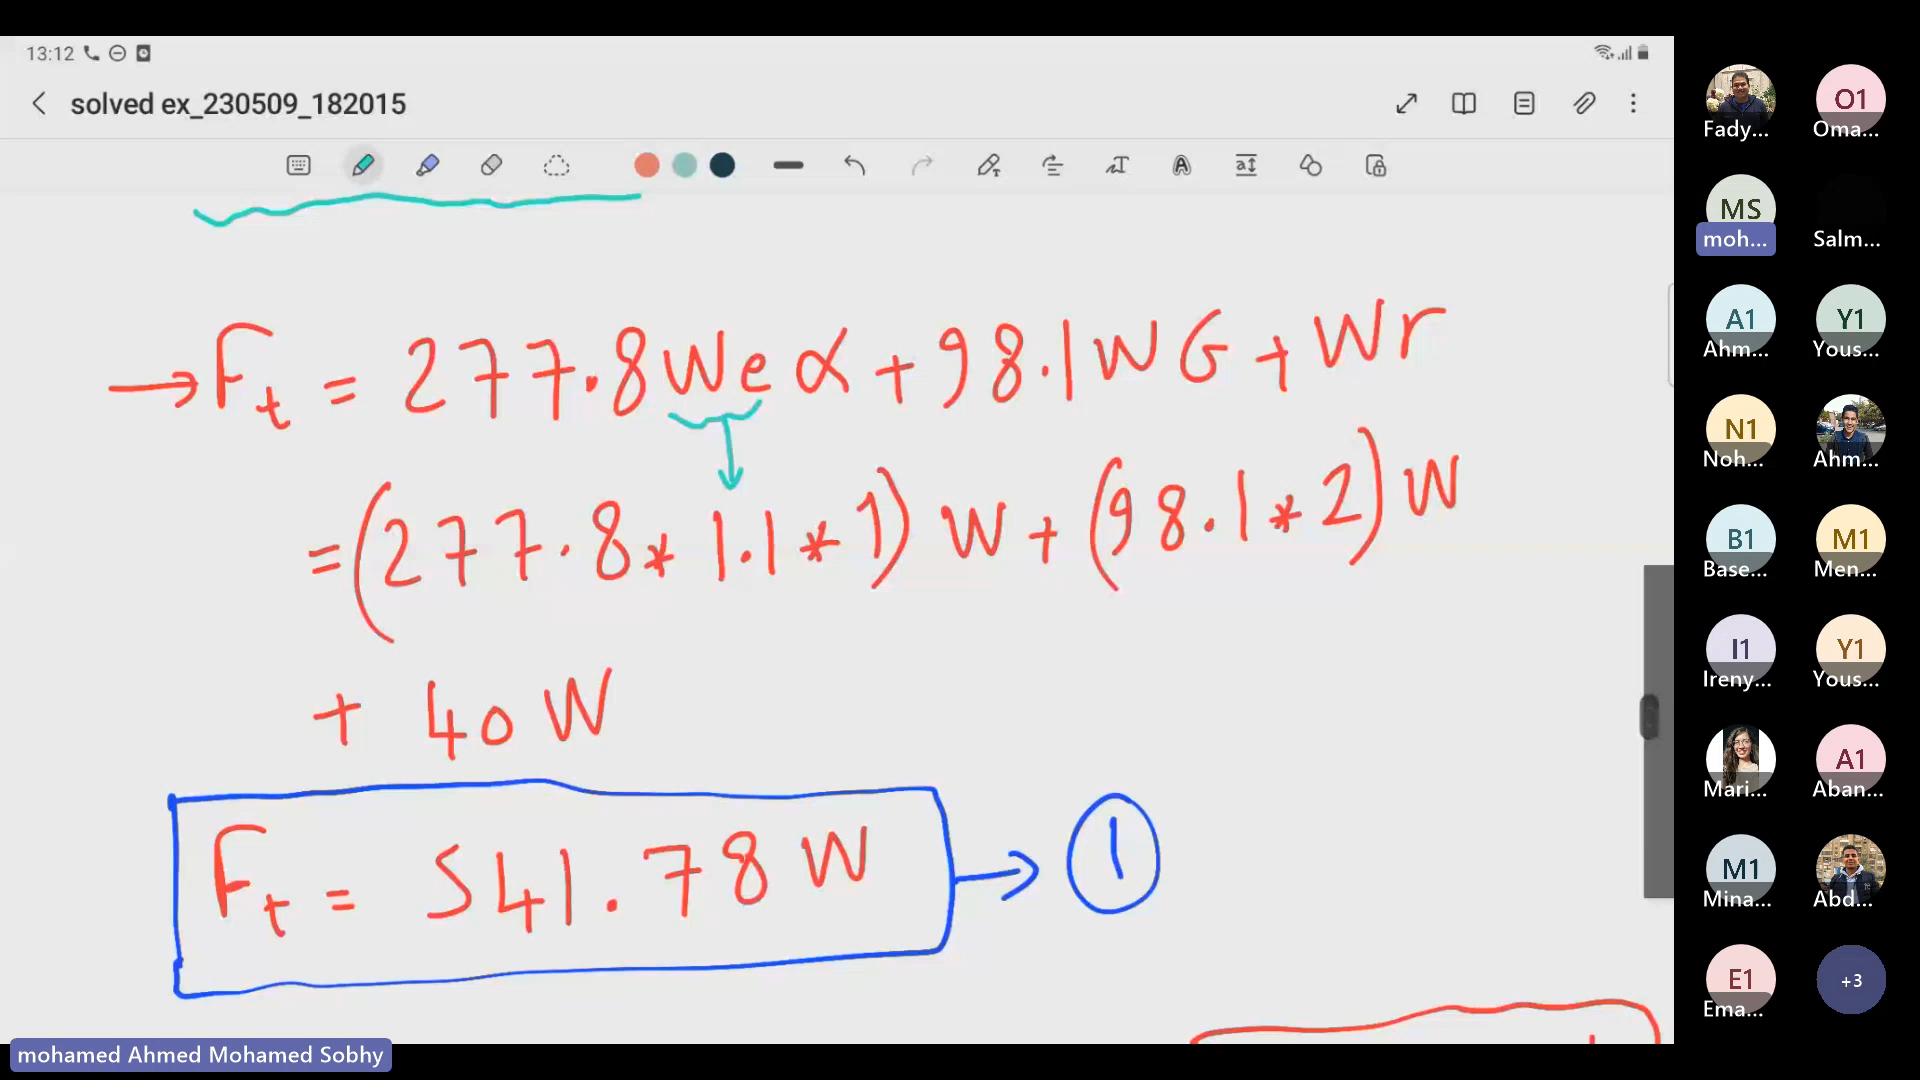 13:12
solved ex_230509_182015
→ Ft = 277.8 We α + 98.1 W G + W r
= (277.8 * 1.1 * 1) W + (98.1 * 2) W
+ 40 W
Ft = 541.78 W → 1
Fady...
O1
Oma...
MS
moh...
Salm...
A1
Ahm...
Y1
Yous...
N1
Noh...
Ahm...
B1
Base...
M1
Men...
I1
Ireny...
Y1
Yous...
Mari...
A1
Aban...
M1
Mina...
Abd...
E1
Ema...
+3
mohamed Ahmed Mohamed Sobhy